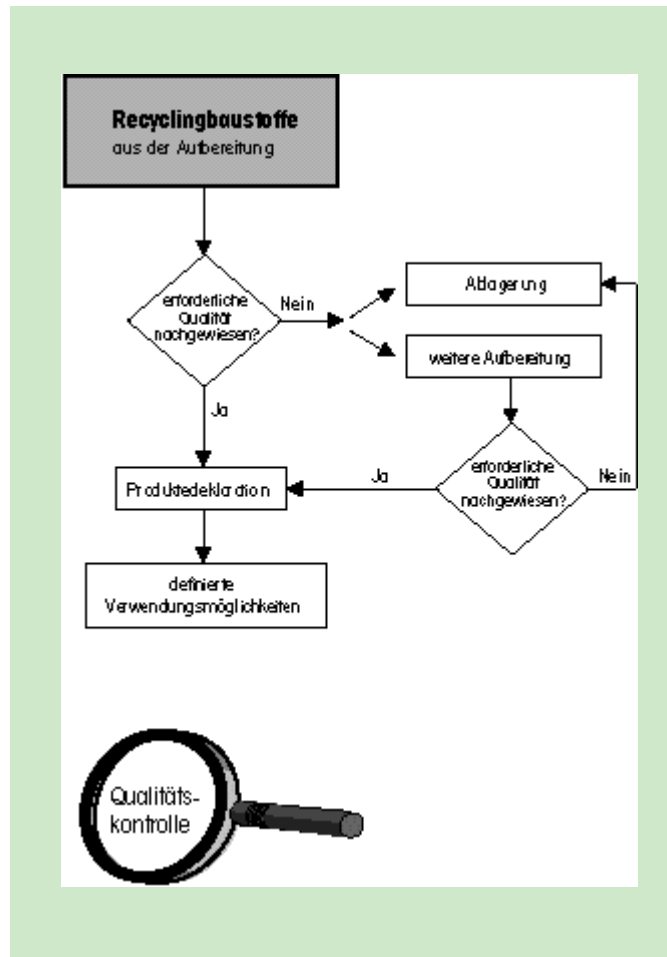 Recyclingbaustoffe
aus der Aufbereitung
erforderliche
Qualität
nachgewiesen?
Nein
Ablagerung
weitere Aufbereitung
Ja
erforderliche
Qualität
nachgewiesen?
Ja
Nein
Produktedeklaration
definierte
Verwendungsmöglichkeiten
Qualitäts-
kontrolle